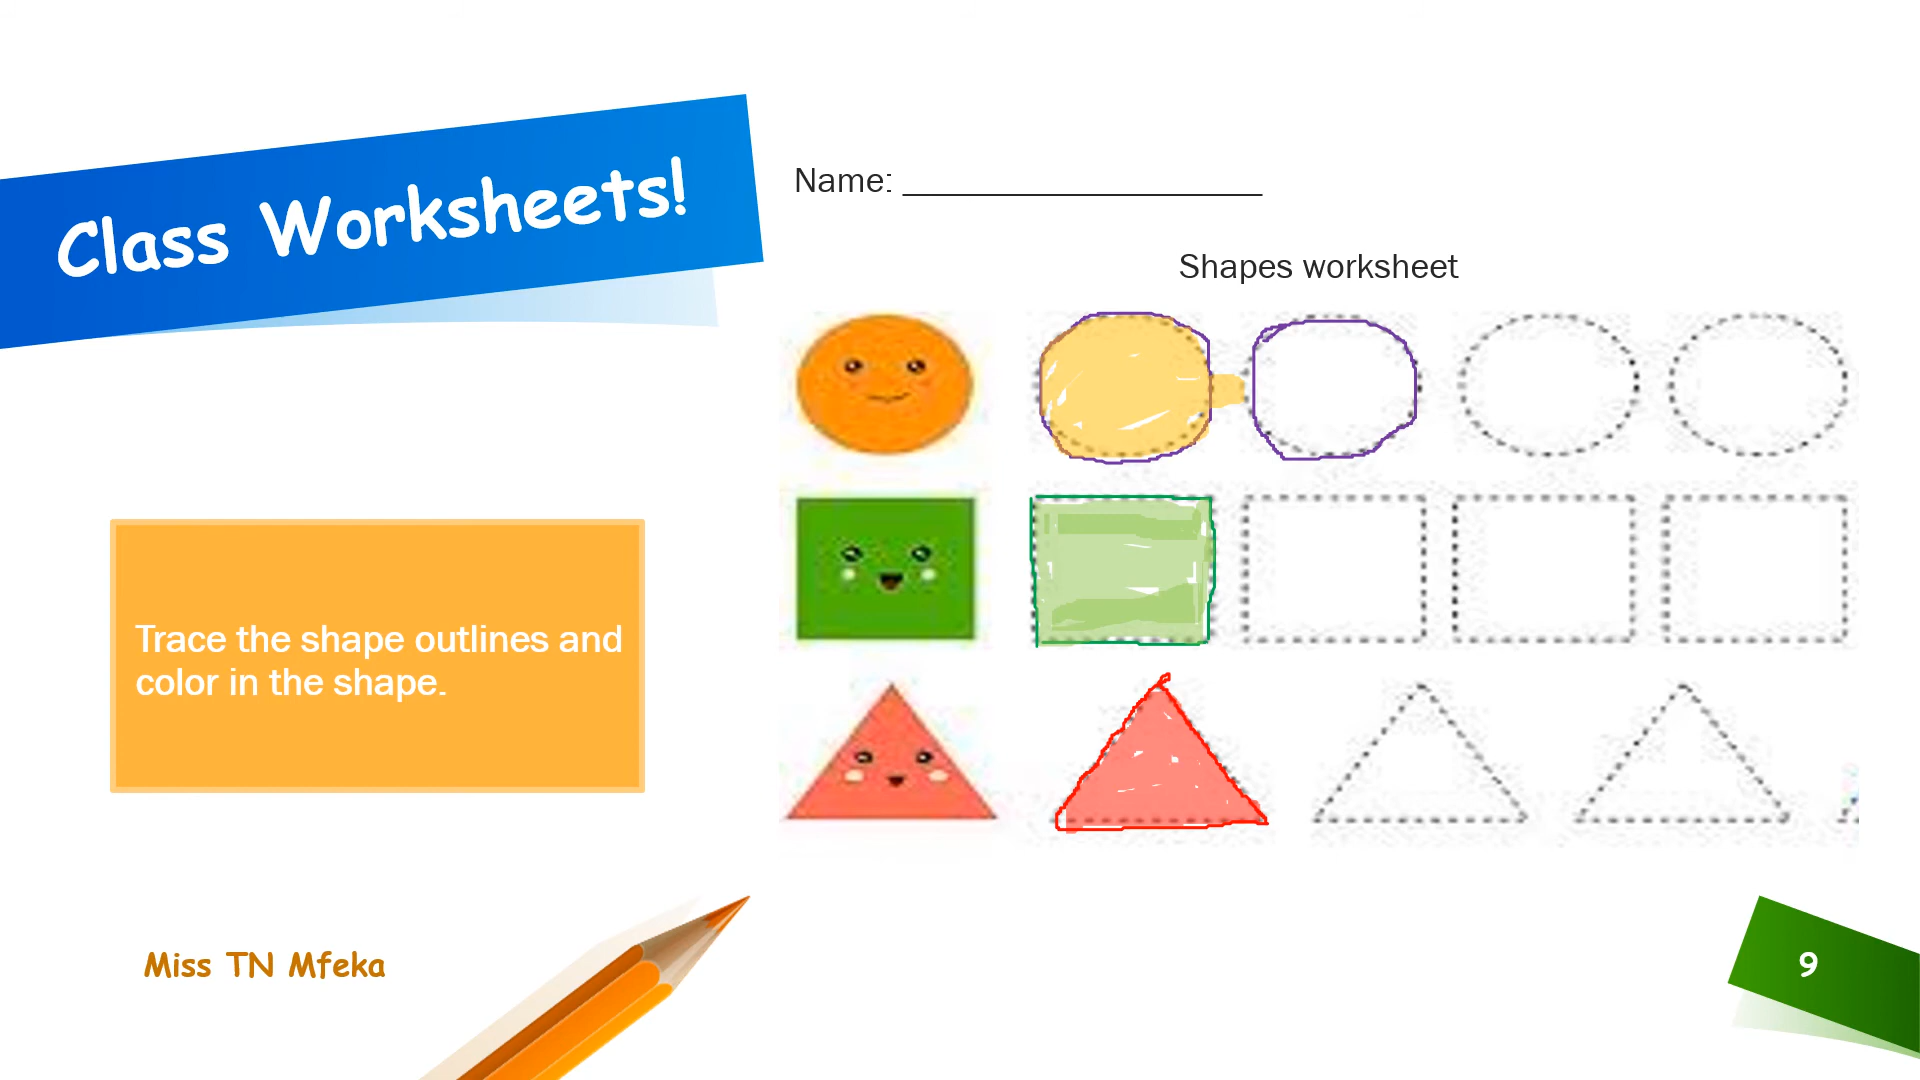 Class Worksheets!
Name: ____________________
Shapes worksheet
Trace the shape outlines and
color in the shape.
Miss TN Mfeka
9